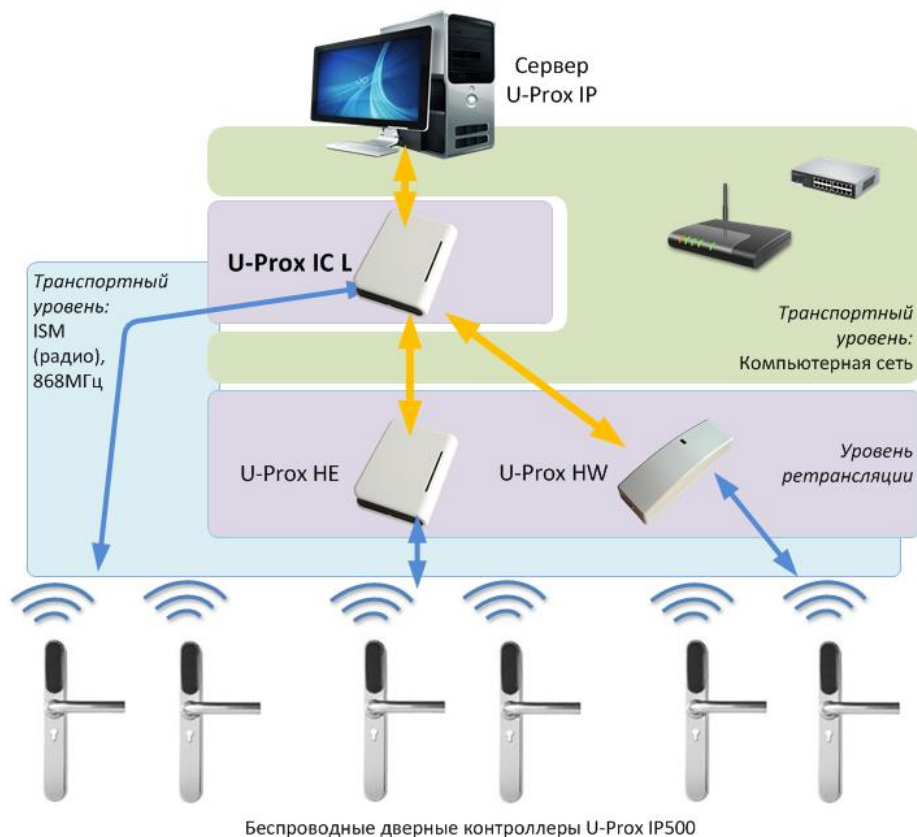 Сервер
U-Prox IP
U-Prox IC L
Транспортный
уровень:
ISM
(радио),
868МГц
Транспортный
уровень:
Компьютерная сеть
U-Prox HE
U-Prox HW
Уровень
ретрансляции
Беспроводные дверные контроллеры U-Prox IP500